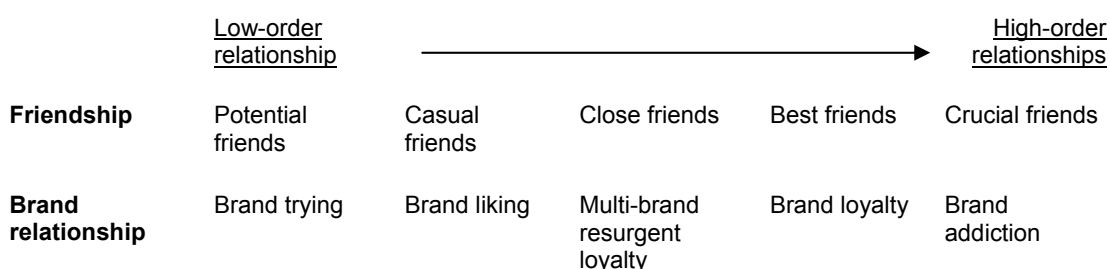 Low-order High-order
relationship relationships
Friendship Potential Casual Close friends Best friends Crucial friends
friends friends
Brand Brand trying Brand liking Multi-brand Brand loyalty Brand
relationship resurgent addiction
loyalty